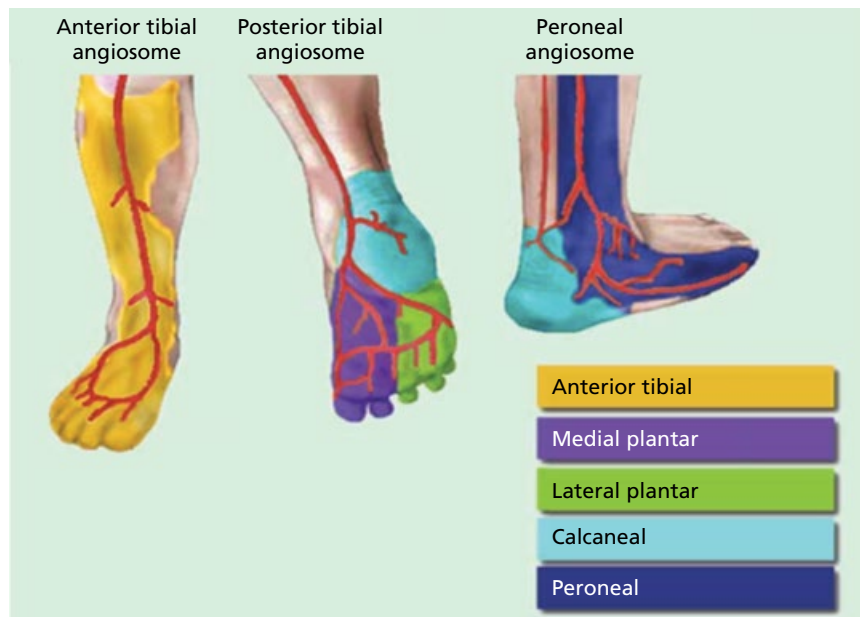 Anterior tibial
angiosome
Posterior tibial
angiosome
Peroneal
angiosome
Anterior tibial
Medial plantar
Lateral plantar
Calcaneal
Peroneal